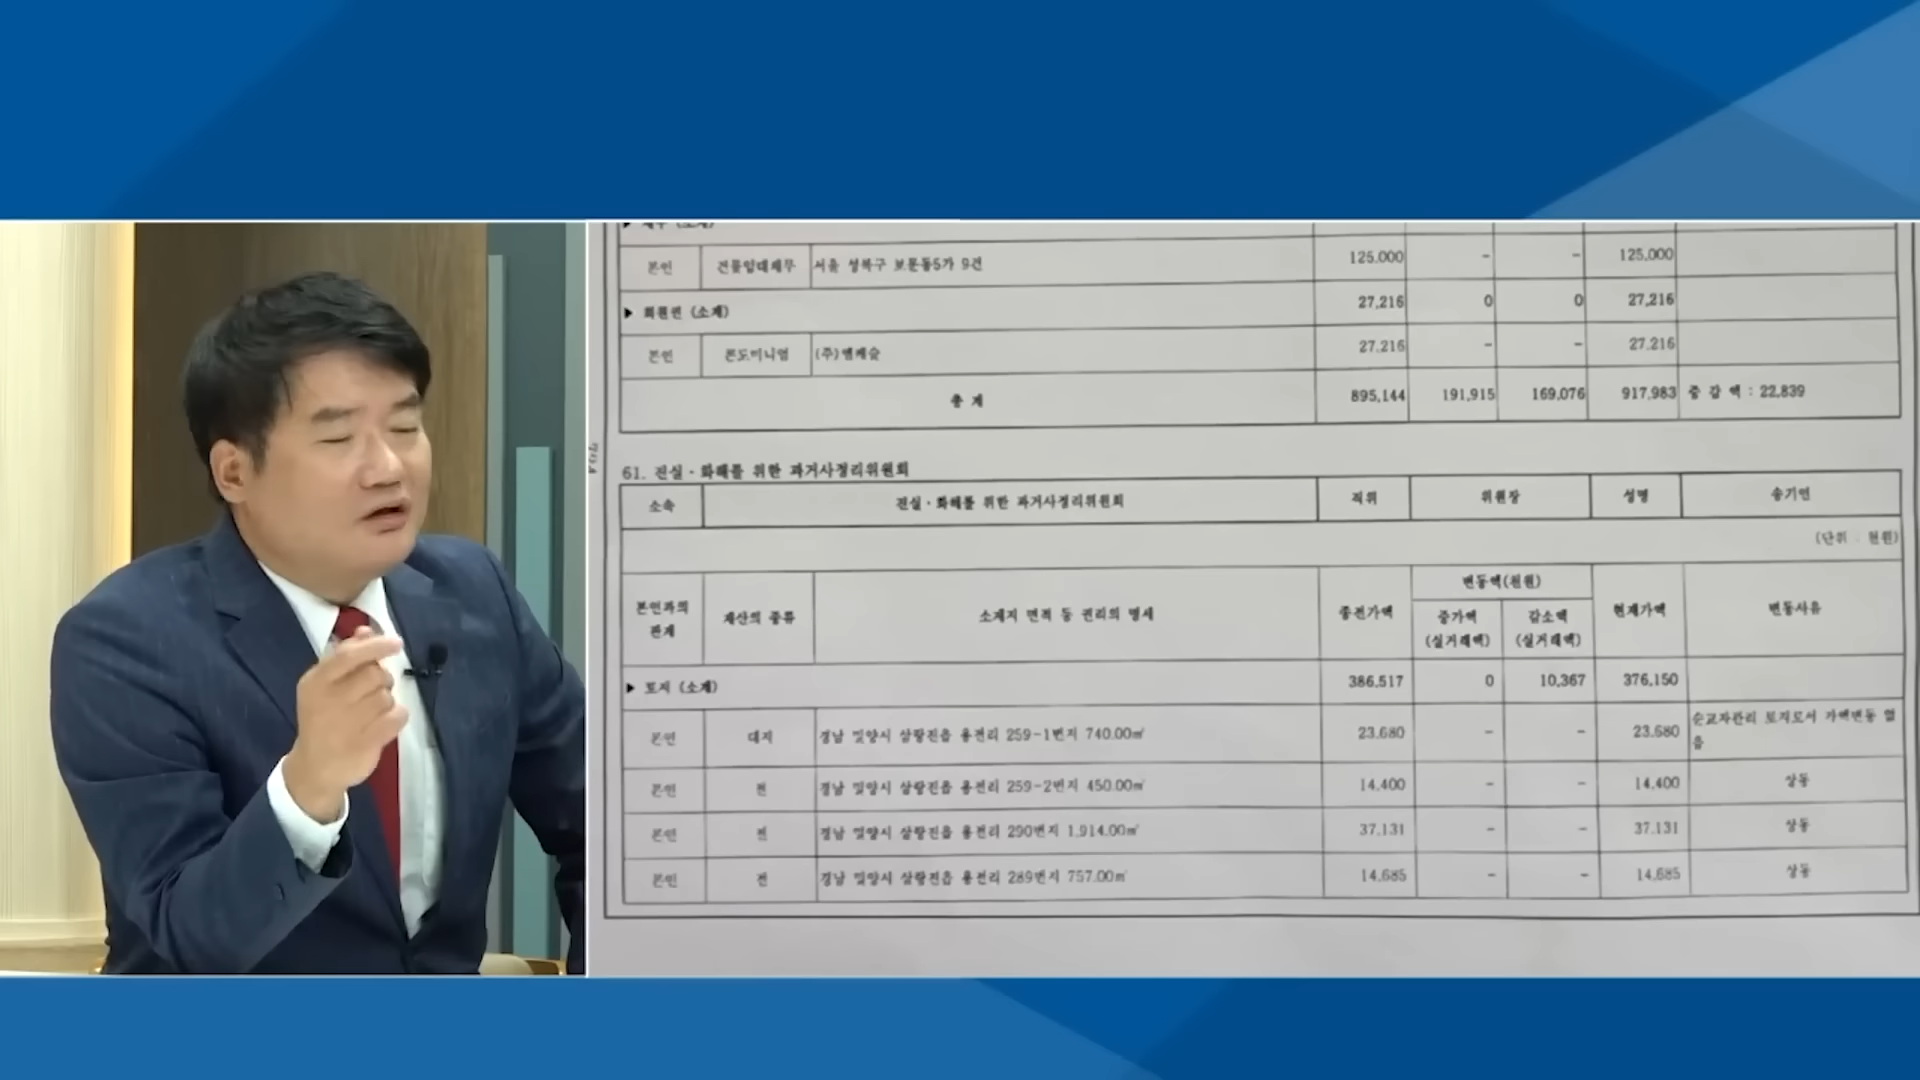 본인 건물임대채무 서울 성북구 보문동5가 9건 125,000 - - 125,000
▶ 회원권 (소계) 27,216 0 0 27,216
본인 콘도미니엄 (주)엠캐슬 27,216 - - 27,216
총 계 895,144 191,915 169,076 917,983 증 감 액 : 22,839
61. 진실·화해를 위한 과거사정리위원회
소속 진실·화해를 위한 과거사정리위원회 직위 위원장 성명 송기인
(단위 : 천원)
본인과의 관계 재산의 종류 소재지 면적 등 권리의 명세 종전가액 변동액(천원) 증가액 (실거래액) 감소액 (실거래액) 현재가액 변동사유
▶ 토지 (소계) 386,517 0 10,367 376,150
본인 대지 경남 밀양시 삼랑진읍 용전리 259-1번지 740.00㎡ 23,680 - - 23,680 순교자관리 토지로서 가액변동 없음
본인 전 경남 밀양시 삼랑진읍 용전리 259-2번지 450.00㎡ 14,400 - - 14,400 상동
본인 전 경남 밀양시 삼랑진읍 용전리 290번지 1,914.00㎡ 37,131 - - 37,131 상동
본인 전 경남 밀양시 삼랑진읍 용전리 289번지 757.00㎡ 14,685 - - 14,685 상동